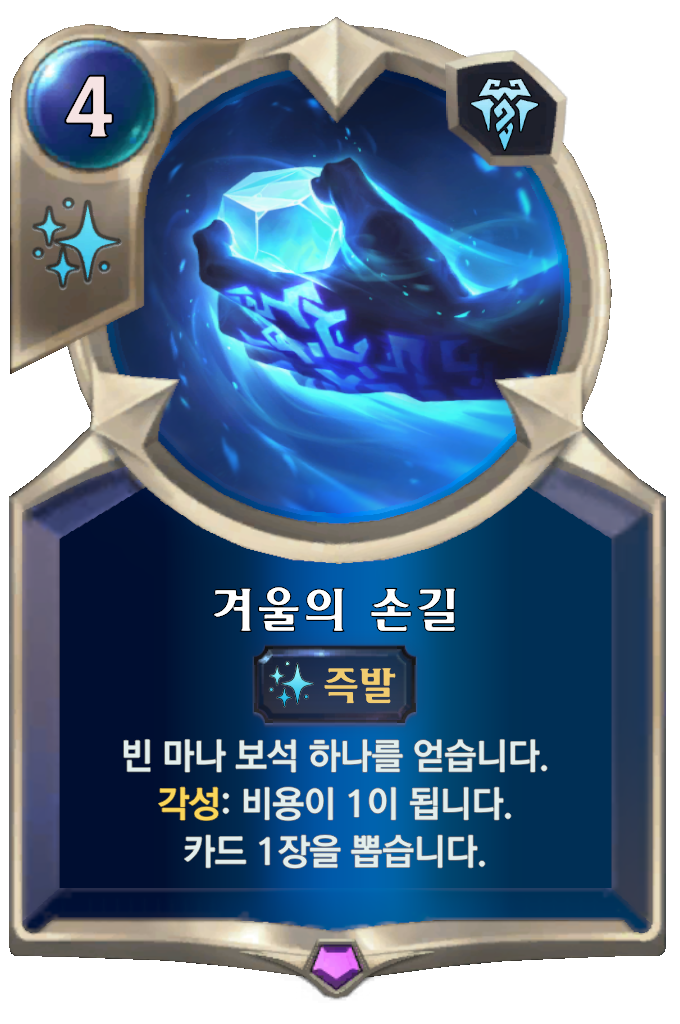 4
겨울의 손길
즉발
빈 마나 보석 하나를 얻습니다.
각성: 비용이 1이 됩니다.
카드 1장을 뽑습니다.